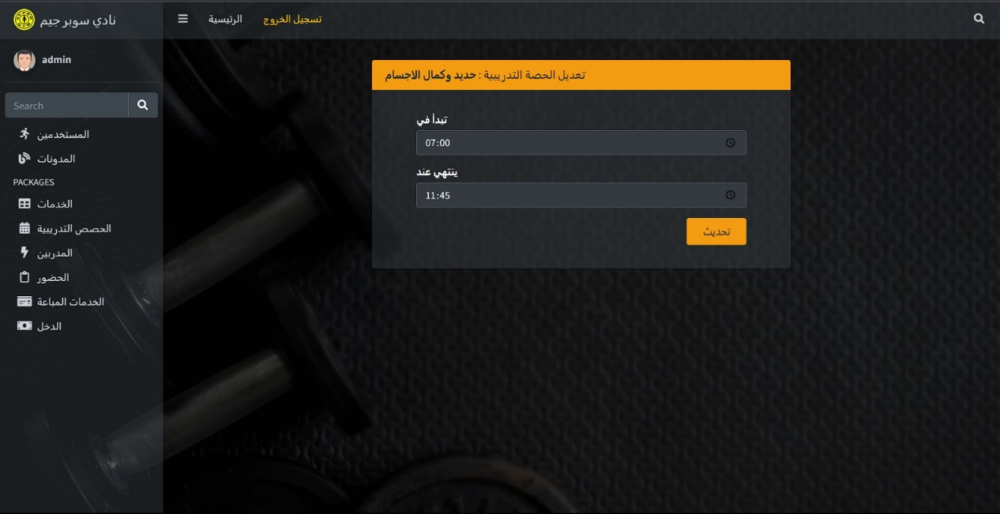 نادي سوبر جيم
الرئيسية
تسجيل الخروج
admin
Search
المستخدمين
المدونات
PACKAGES
الخدمات
الحصص التدريبية
المدربين
الحضور
الخدمات المباعة
الدخل
تعديل الحصة التدريبية : حديد وكمال الاجسام
تبدأ في
07:00
ينتهي عند
11:45
تحديث